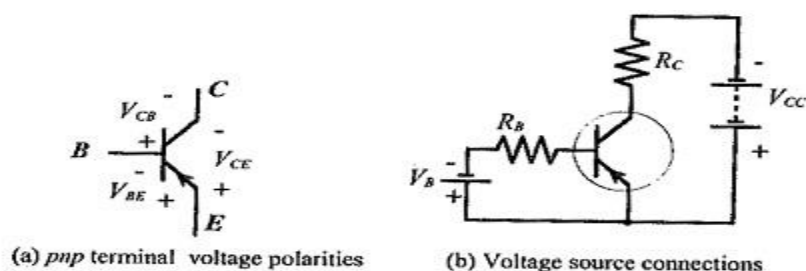 C
-
V_CB
-
+
B
V_CE
-
V_BE
+
+
E
(a) pnp terminal voltage polarities
R_C
-
V_CC
+
R_B
-
V_B
+
(b) Voltage source connections